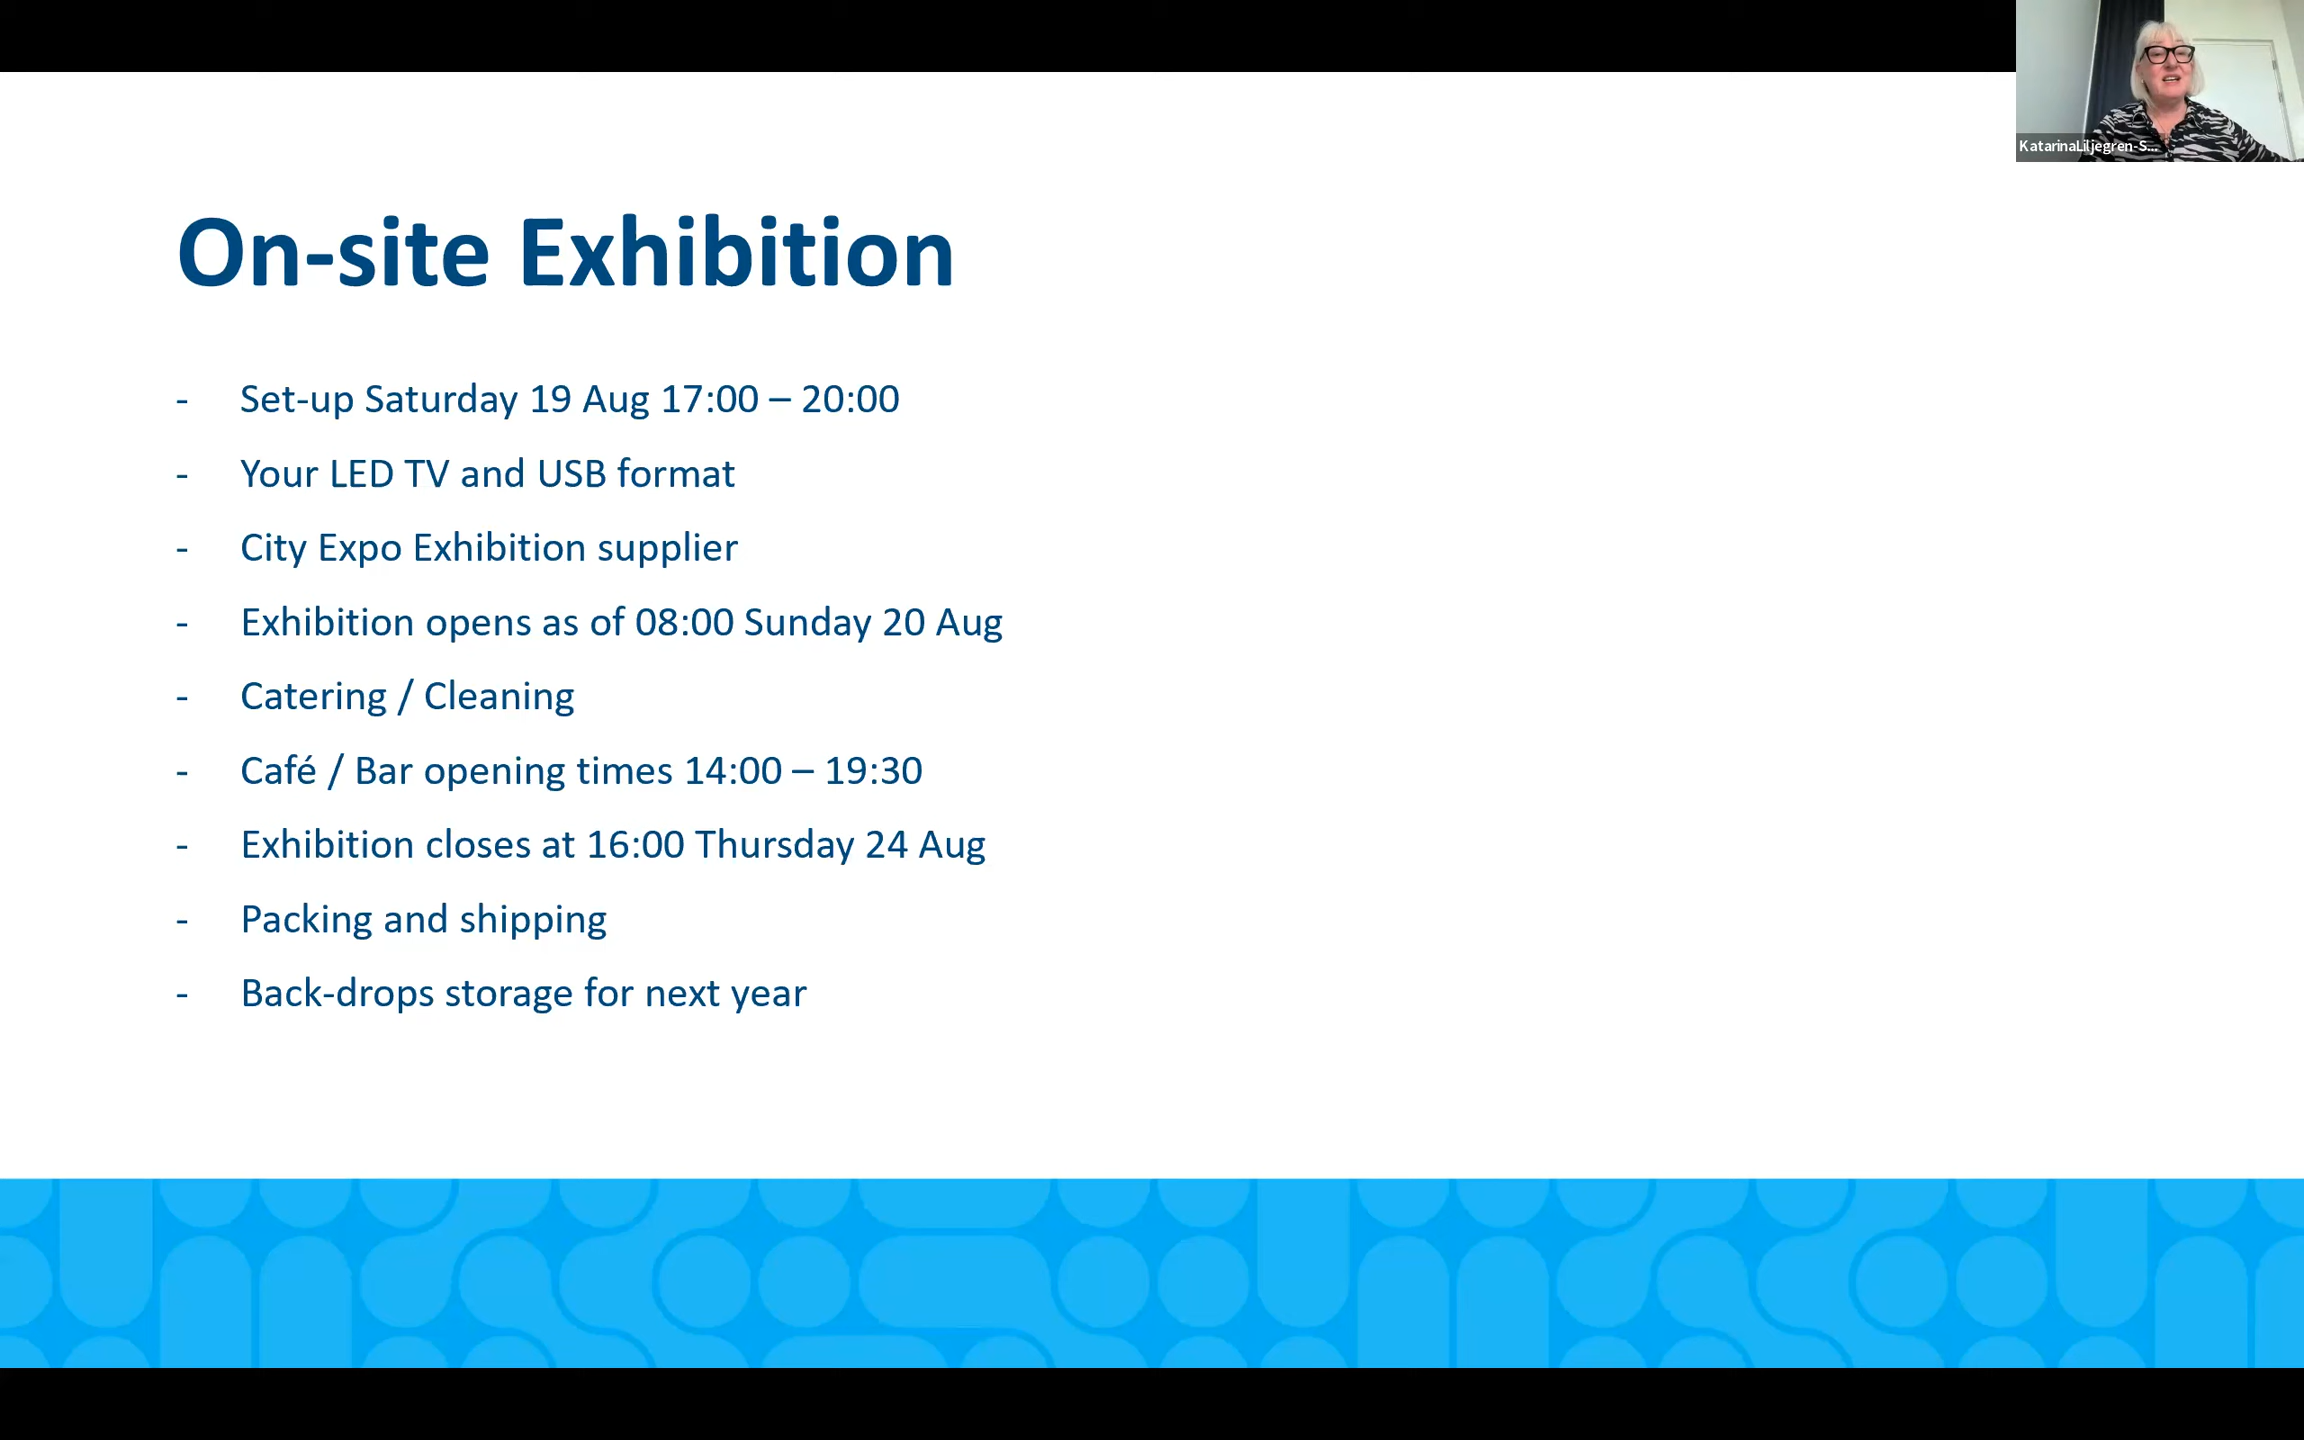 KatarinaLiljegren-S...
On-site Exhibition
- Set-up Saturday 19 Aug 17:00 – 20:00
- Your LED TV and USB format
- City Expo Exhibition supplier
- Exhibition opens as of 08:00 Sunday 20 Aug
- Catering / Cleaning
- Café / Bar opening times 14:00 – 19:30
- Exhibition closes at 16:00 Thursday 24 Aug
- Packing and shipping
- Back-drops storage for next year